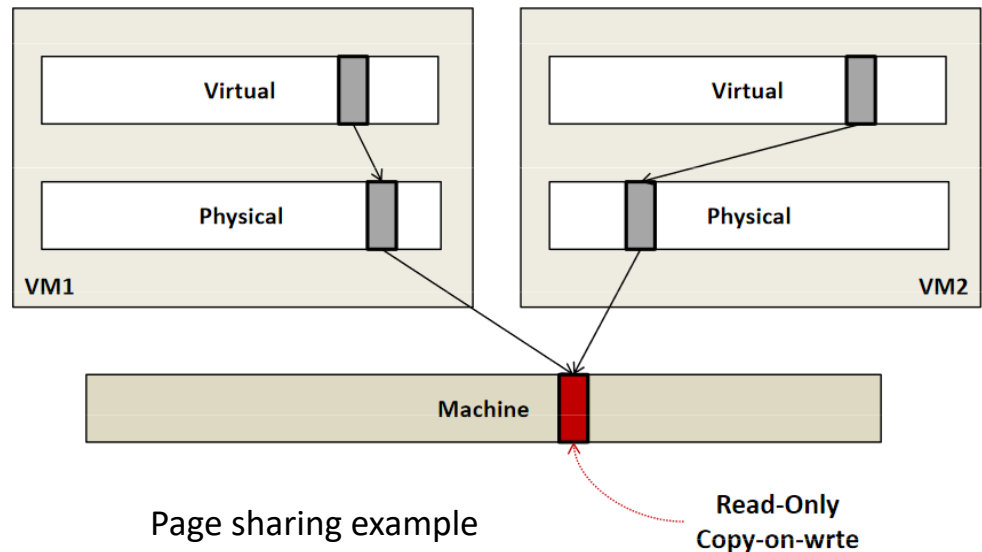 Virtual
Physical
VM1
Virtual
Physical
VM2
Machine
Page sharing example
Read-Only
Copy-on-wrte